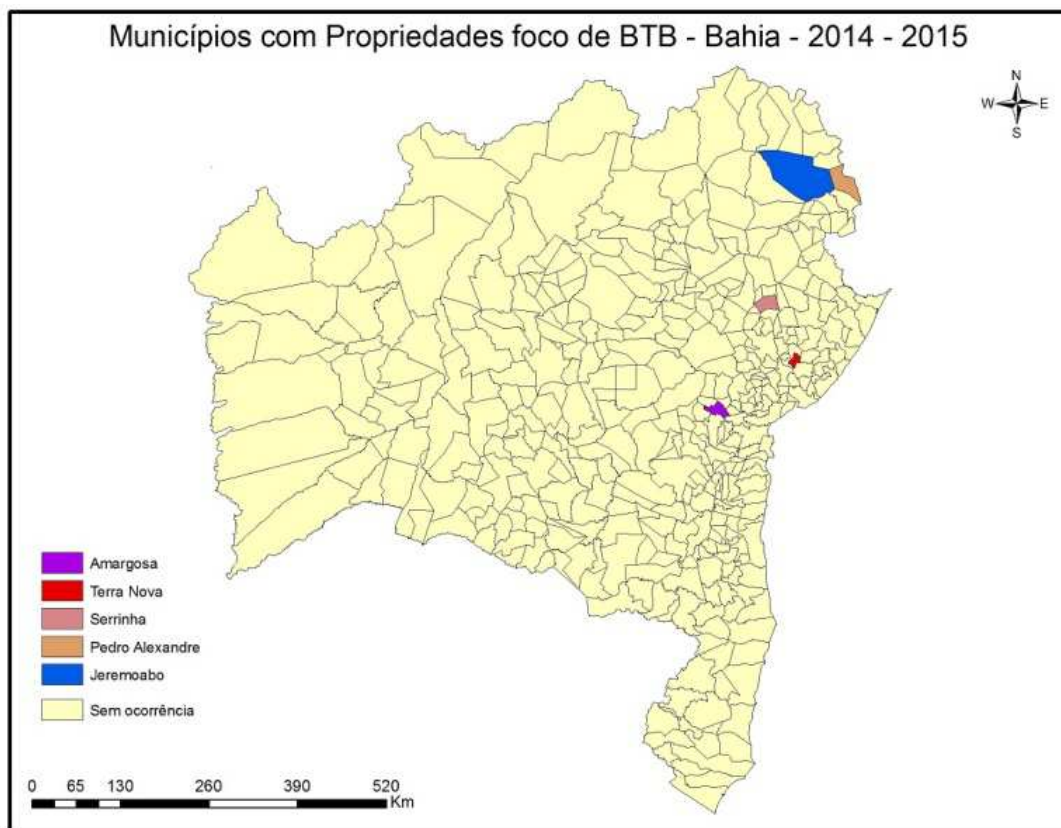 Municípios com Propriedades foco de BTB - Bahia - 2014 - 2015
N
W E
S
Amargosa
Terra Nova
Serrinha
Pedro Alexandre
Jeremoabo
Sem ocorrência
0 65 130 260 390 520
Km